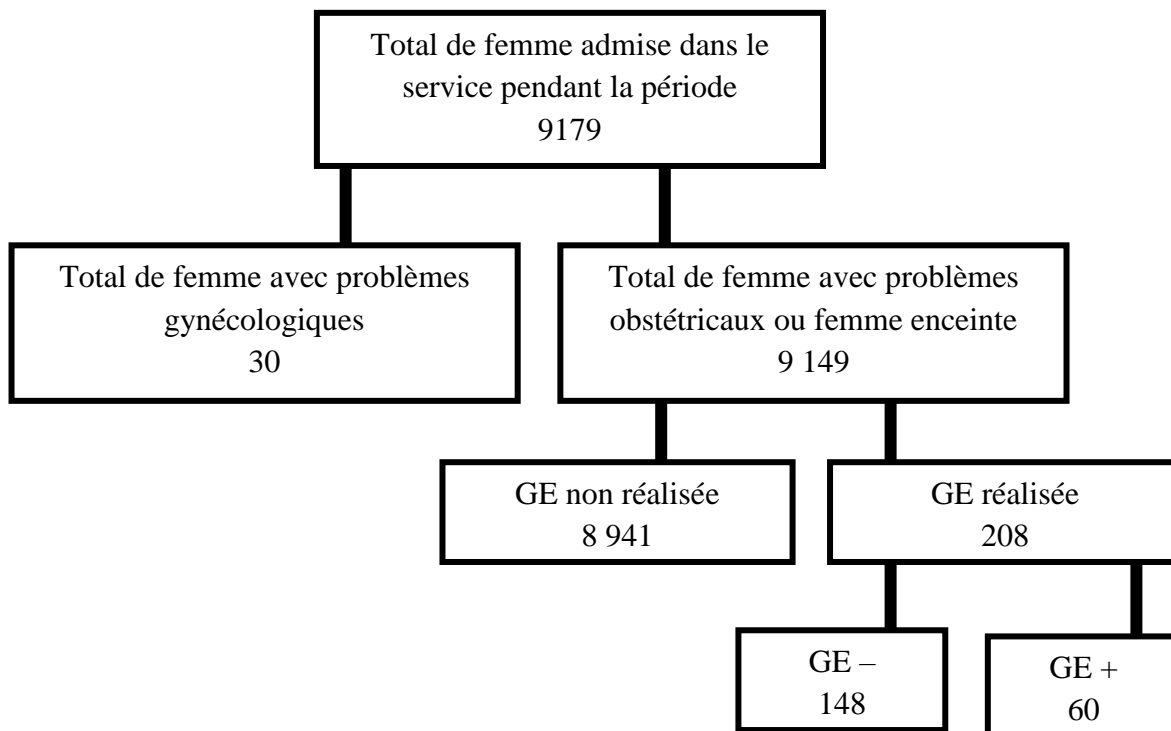 Total de femme admise dans le
service pendant la période
9179
Total de femme avec problèmes
gynécologiques
30
Total de femme avec problèmes
obstétricaux ou femme enceinte
9 149
GE non réalisée
8 941
GE réalisée
208
GE –
148
GE +
60